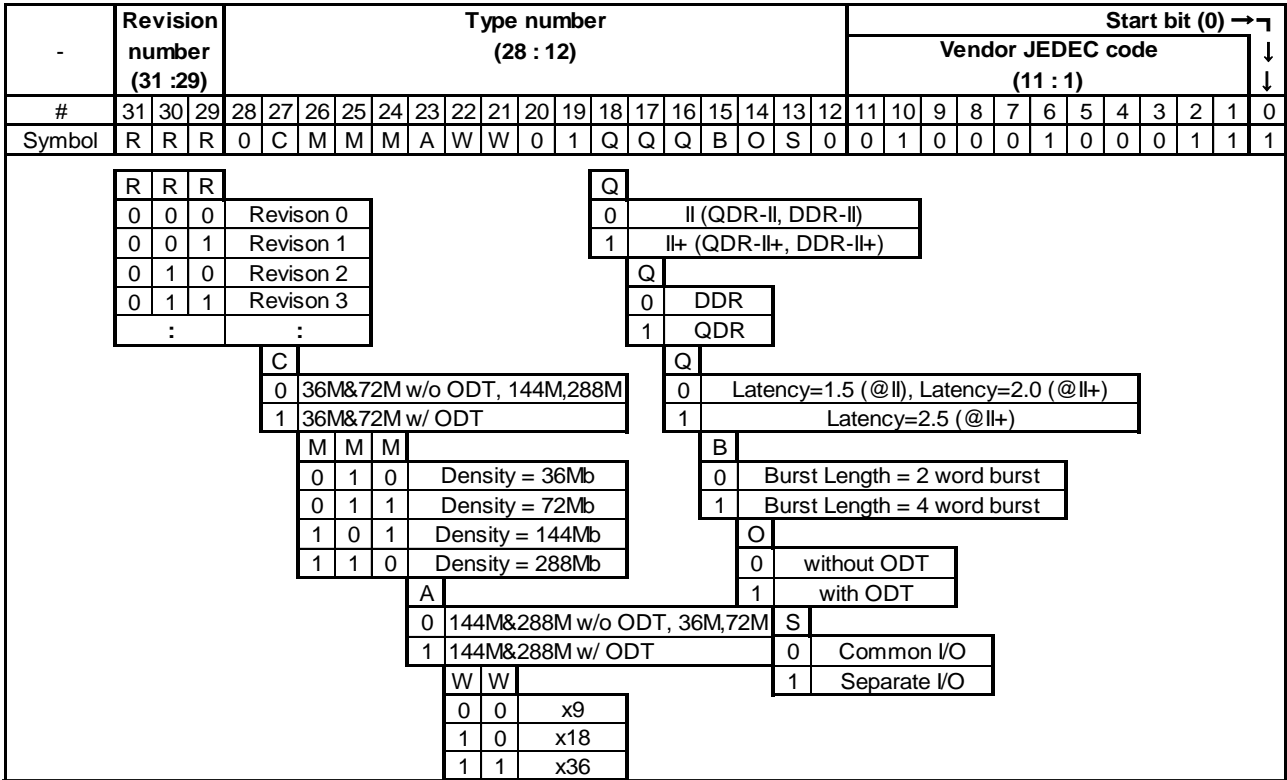 Revision Type number Start bit (0) →┐
- number (28 : 12) Vendor JEDEC code ↓
(31 :29) (11 : 1) ↓
# 31 30 29 28 27 26 25 24 23 22 21 20 19 18 17 16 15 14 13 12 11 10 9 8 7 6 5 4 3 2 1 0
Symbol R R R 0 C M M M A W W 0 1 Q Q Q B O S 0 0 1 0 0 0 1 0 0 0 1 1 1
R R R Q
0 0 0 Revison 0 0 II (QDR-II, DDR-II)
0 0 1 Revison 1 1 II+ (QDR-II+, DDR-II+)
0 1 0 Revison 2 Q
0 1 1 Revison 3 0 DDR
: : 1 QDR
C Q
0 36M&72M w/o ODT, 144M,288M 0 Latency=1.5 (@II), Latency=2.0 (@II+)
1 36M&72M w/ ODT 1 Latency=2.5 (@II+)
M M M B
0 1 0 Density = 36Mb 0 Burst Length = 2 word burst
0 1 1 Density = 72Mb 1 Burst Length = 4 word burst
1 0 1 Density = 144Mb O
1 1 0 Density = 288Mb 0 without ODT
A 1 with ODT
0 144M&288M w/o ODT, 36M,72M S
1 144M&288M w/ ODT 0 Common I/O
W W 1 Separate I/O
0 0 x9
1 0 x18
1 1 x36